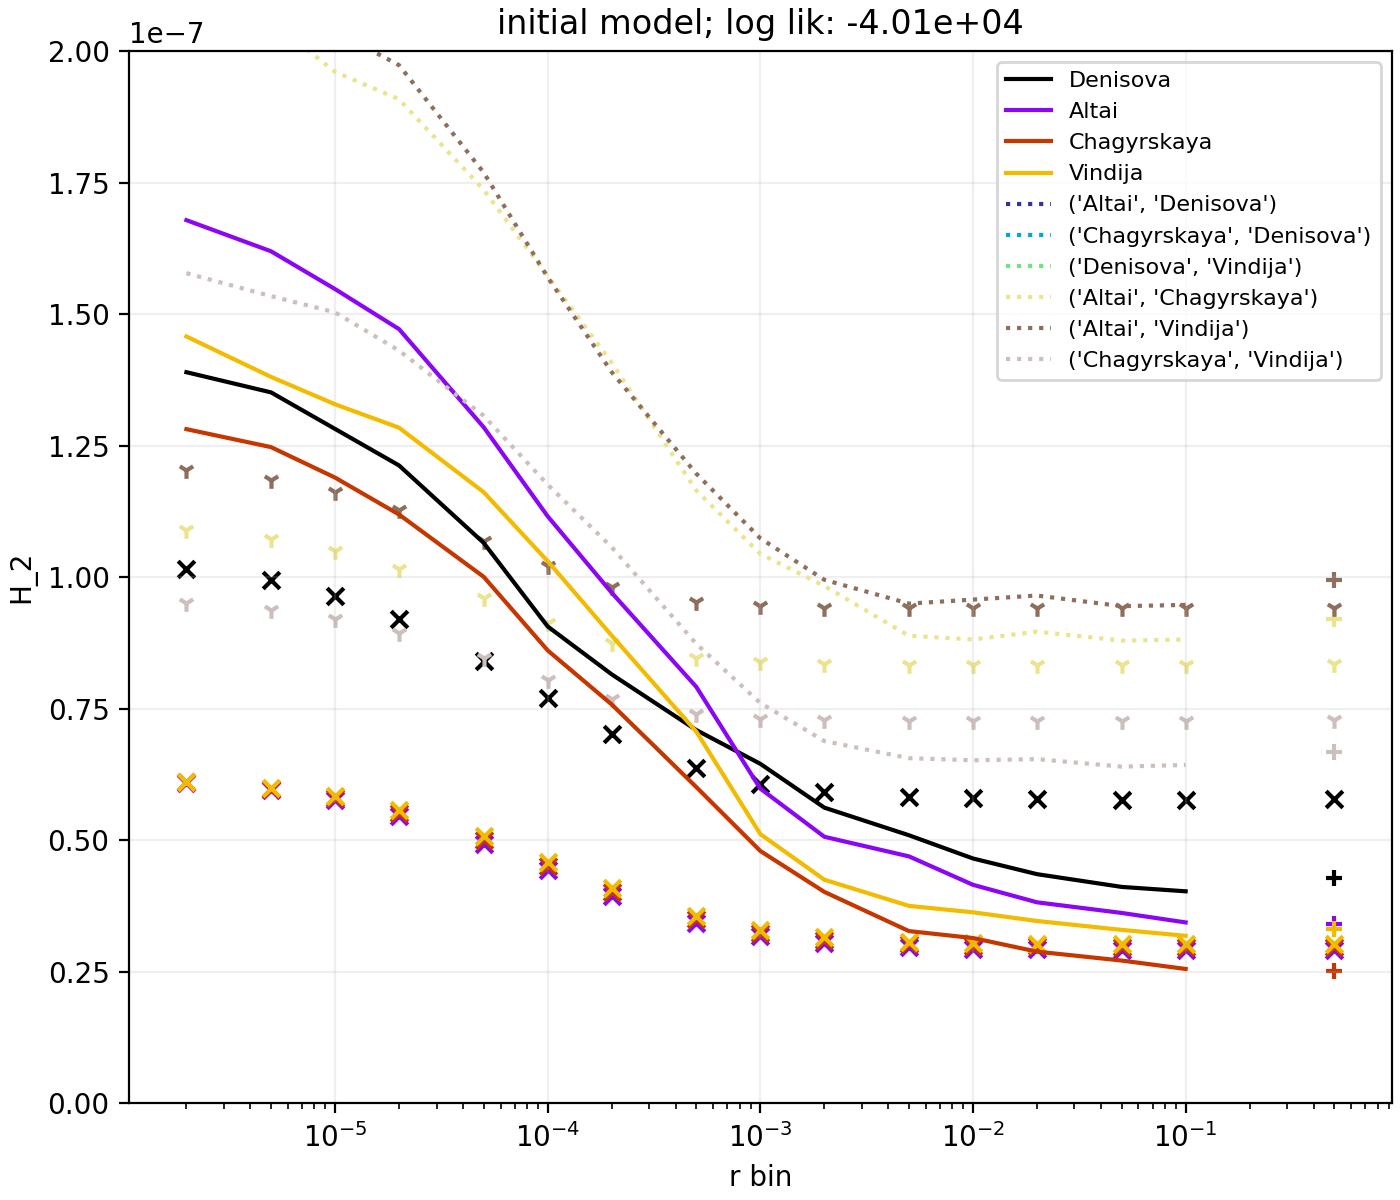 initial model; log lik: -4.01e+04
1e−7
2.00
1.75
1.50
1.25
1.00
0.75
0.50
0.25
0.00
H_2
10⁻⁵
10⁻⁴
10⁻³
10⁻²
10⁻¹
r bin
Denisova
Altai
Chagyrskaya
Vindija
('Altai', 'Denisova')
('Chagyrskaya', 'Denisova')
('Denisova', 'Vindija')
('Altai', 'Chagyrskaya')
('Altai', 'Vindija')
('Chagyrskaya', 'Vindija')